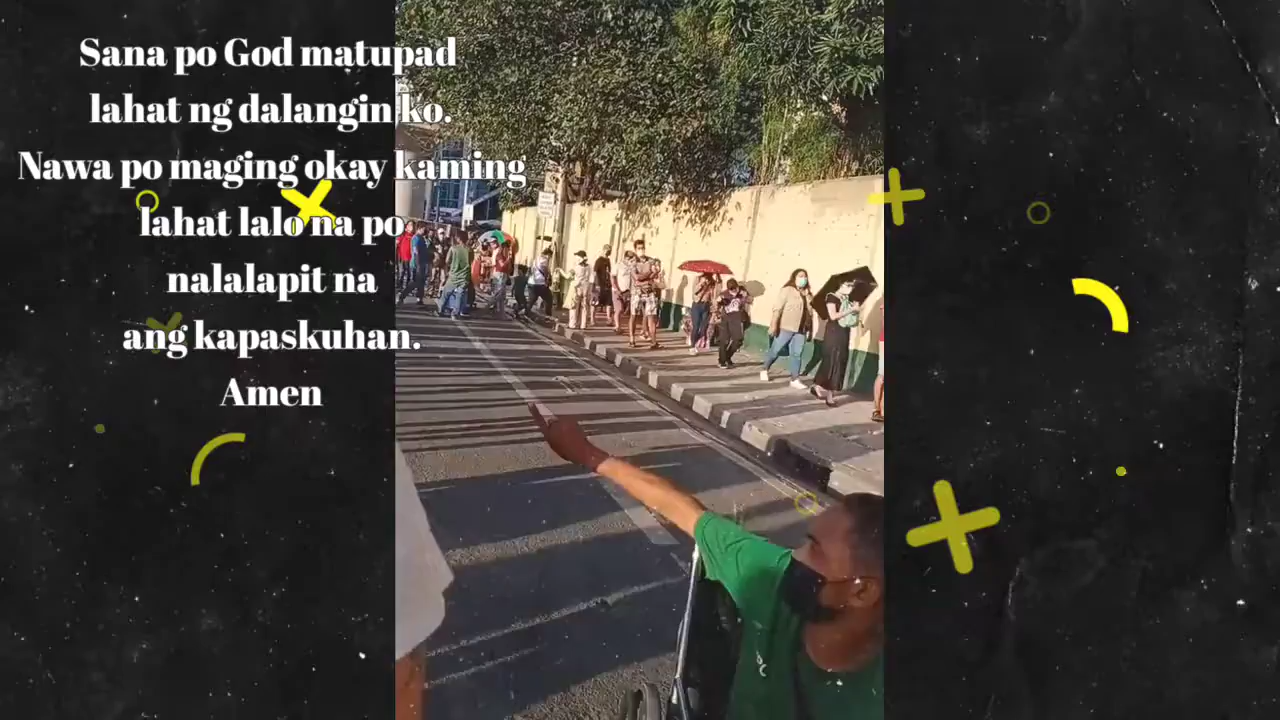 Sana po God matupad
lahat ng dalangin ko.
Nawa po maging okay kaming
lahat lalo na po
nalalapit na
ang kapaskuhan.
Amen